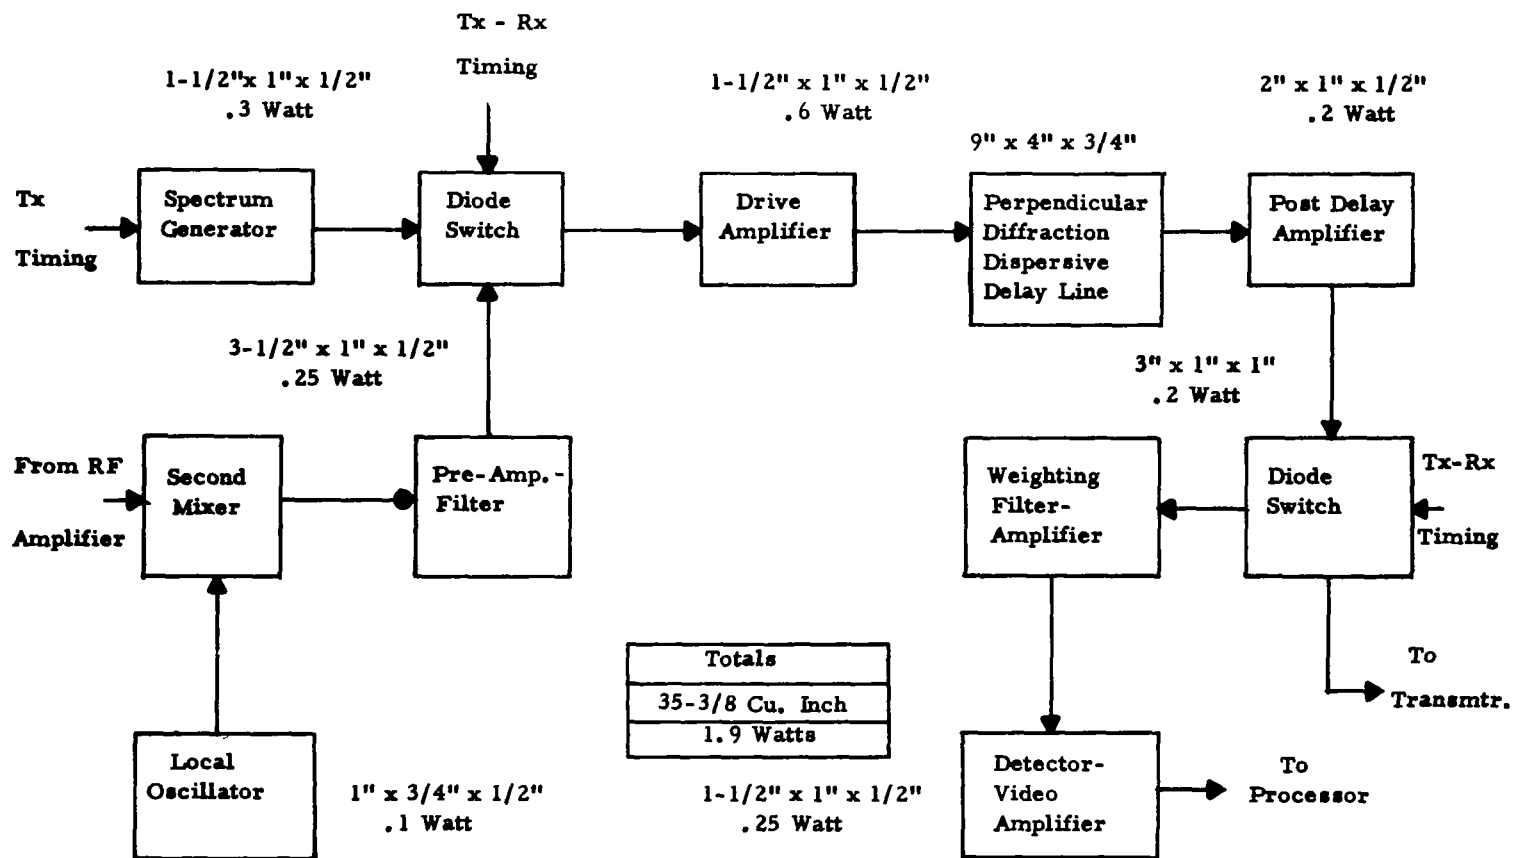 Tx - Rx
Timing
1-1/2" x 1" x 1/2"
.3 Watt
1-1/2" x 1" x 1/2"
.6 Watt
2" x 1" x 1/2"
.2 Watt
9" x 4" x 3/4"
Tx
Timing
Spectrum
Generator
Diode
Switch
Drive
Amplifier
Perpendicular
Diffraction
Dispersive
Delay Line
Post Delay
Amplifier
3-1/2" x 1" x 1/2"
.25 Watt
3" x 1" x 1"
.2 Watt
From RF
Amplifier
Second
Mixer
Pre-Amp.-
Filter
Weighting
Filter-
Amplifier
Diode
Switch
Tx-Rx
Timing
Totals
35-3/8 Cu. Inch
1.9 Watts
To
Transmtr.
Local
Oscillator
1" x 3/4" x 1/2"
.1 Watt
1-1/2" x 1" x 1/2"
.25 Watt
Detector-
Video
Amplifier
To
Processor